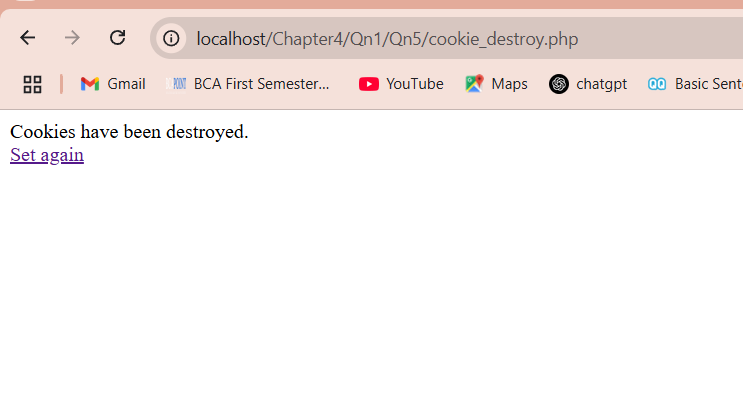 localhost/Chapter4/Qn1/Qn5/cookie_destroy.php
Gmail BCA First Semester... YouTube Maps chatgpt Basic Sent
Cookies have been destroyed.
Set again